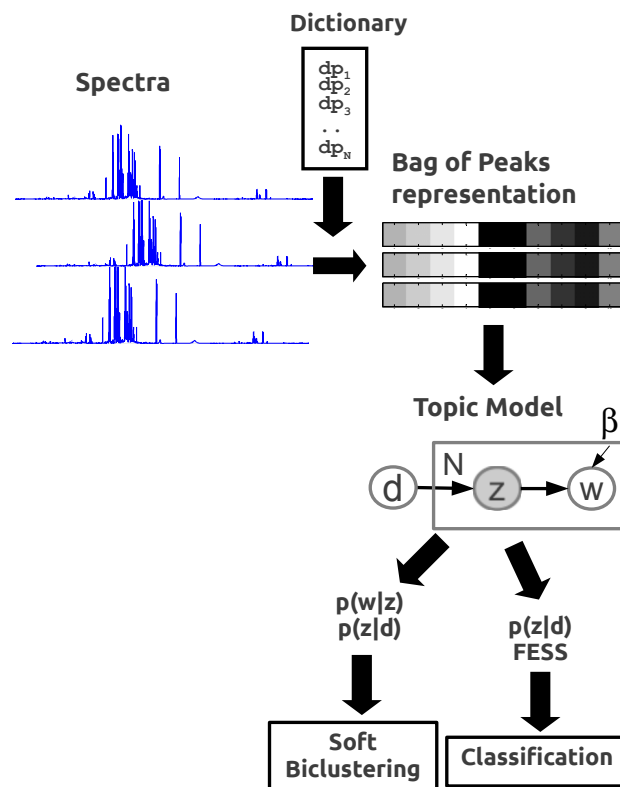 Dictionary
dp1
dp2
dp3
..
dpN
Spectra
Bag of Peaks
representation
Topic Model
β
N
d
z
w
p(w|z)
p(z|d)
p(z|d)
FESS
Soft
Biclustering
Classification